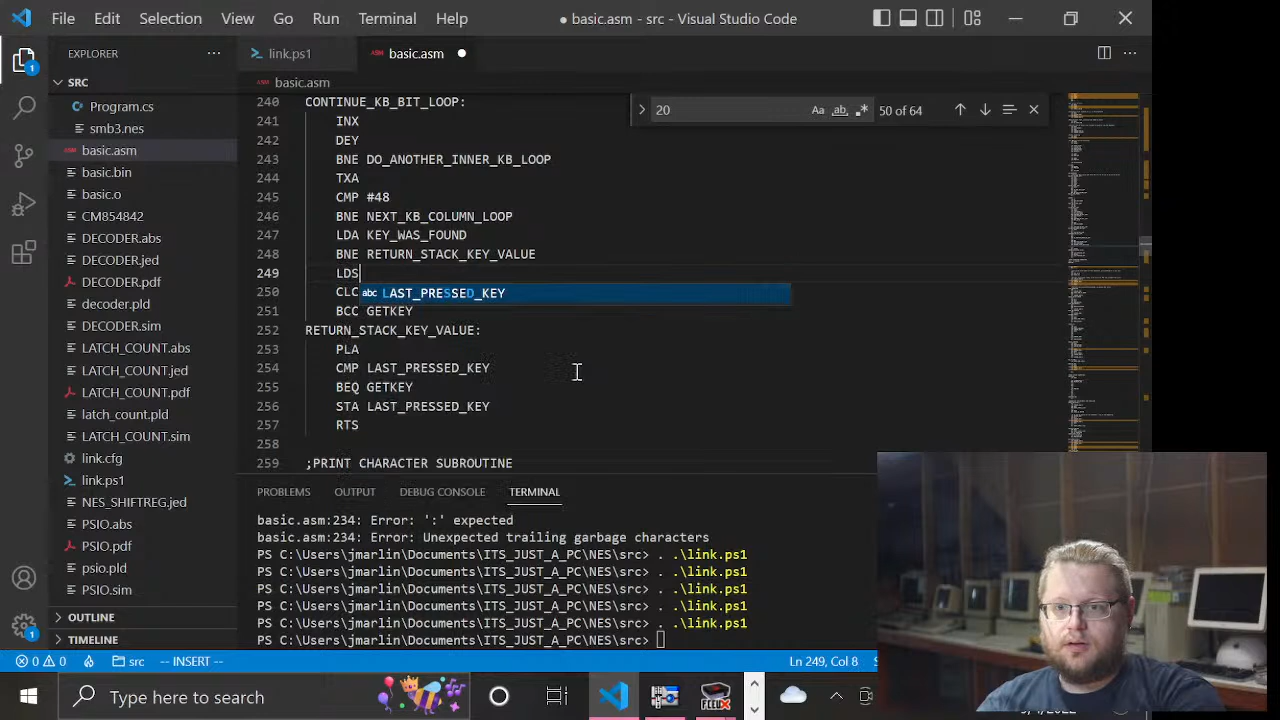 File Edit Selection View Go Run Terminal Help ● basic.asm - src - Visual Studio Code
EXPLORER ···
link.ps1
ASM basic.asm
SRC
ASM basic.asm
Program.cs
smb3.nes
ASM basic.asm
basic.bin
basic.o
CM854842
DECODER.abs
DECODER.jed
DECODER.pdf
decoder.pld
DECODER.sim
LATCH_COUNT.abs
LATCH_COUNT.jed
LATCH_COUNT.pdf
latch_count.pld
LATCH_COUNT.sim
link.cfg
link.ps1
NES_SHIFTREG.jed
PSIO.abs
PSIO.pdf
psio.pld
PSIO.sim
OUTLINE
TIMELINE
20 Aa ab 50 of 64
240 CONTINUE_KB_BIT_LOOP:
241 INX
242 DEY
243 BNE DO_ANOTHER_INNER_KB_LOOP
244 TXA
245 CMP #48
246 BNE NEXT_KB_COLUMN_LOOP
247 LDA KEY_WAS_FOUND
248 BNE RETURN_STACK_KEY_VALUE
249 LDS
abc LAST_PRESSED_KEY
250 CLC
251 BCC GETKEY
252 RETURN_STACK_KEY_VALUE:
253 PLA
254 CMP LAST_PRESSED_KEY
255 BEQ GETKEY
256 STA LAST_PRESSED_KEY
257 RTS
258
259 ;PRINT CHARACTER SUBROUTINE
PROBLEMS OUTPUT DEBUG CONSOLE TERMINAL
basic.asm:234: Error: ':' expected
basic.asm:234: Error: Unexpected trailing garbage characters
PS C:\Users\jmarlin\Documents\ITS_JUST_A_PC\NES\src> . .\link.ps1
PS C:\Users\jmarlin\Documents\ITS_JUST_A_PC\NES\src> . .\link.ps1
PS C:\Users\jmarlin\Documents\ITS_JUST_A_PC\NES\src> . .\link.ps1
PS C:\Users\jmarlin\Documents\ITS_JUST_A_PC\NES\src> . .\link.ps1
PS C:\Users\jmarlin\Documents\ITS_JUST_A_PC\NES\src> . .\link.ps1
PS C:\Users\jmarlin\Documents\ITS_JUST_A_PC\NES\src>
0 0 src -- INSERT -- Ln 249, Col 8
Type here to search